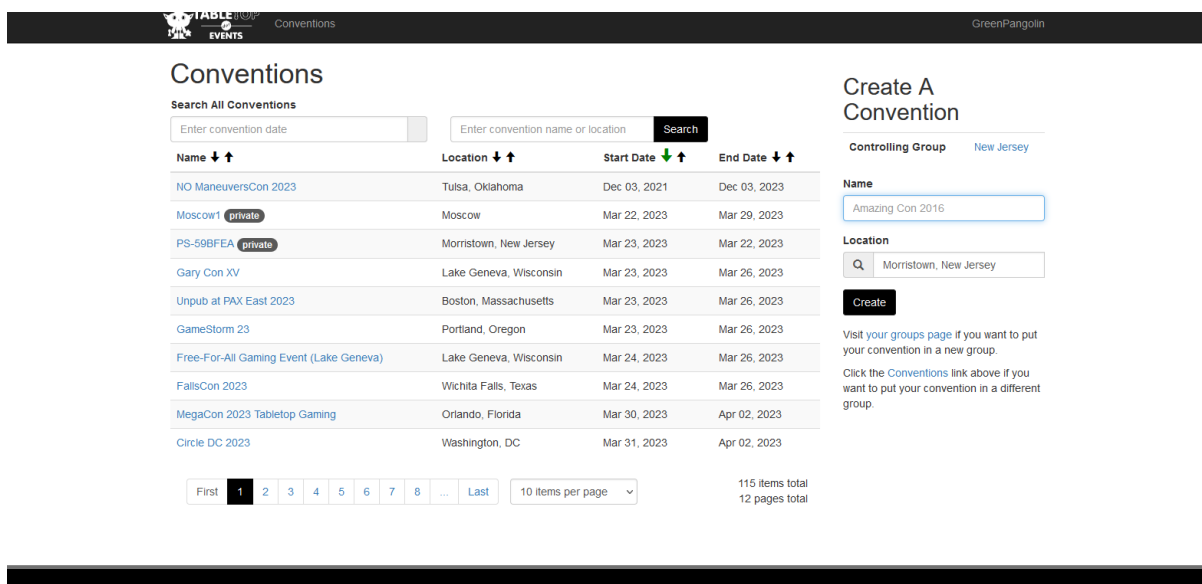 TABLETOP
EVENTS
Conventions
GreenPangolin
Conventions
Search All Conventions
Enter convention date
Enter convention name or location
Search
Name Location Start Date End Date
NO ManeuversCon 2023 Tulsa, Oklahoma Dec 03, 2021 Dec 03, 2023
Moscow1 private Moscow Mar 22, 2023 Mar 29, 2023
PS-59BFEA private Morristown, New Jersey Mar 23, 2023 Mar 22, 2023
Gary Con XV Lake Geneva, Wisconsin Mar 23, 2023 Mar 26, 2023
Unpub at PAX East 2023 Boston, Massachusetts Mar 23, 2023 Mar 26, 2023
GameStorm 23 Portland, Oregon Mar 23, 2023 Mar 26, 2023
Free-For-All Gaming Event (Lake Geneva) Lake Geneva, Wisconsin Mar 24, 2023 Mar 26, 2023
FallsCon 2023 Wichita Falls, Texas Mar 24, 2023 Mar 26, 2023
MegaCon 2023 Tabletop Gaming Orlando, Florida Mar 30, 2023 Apr 02, 2023
Circle DC 2023 Washington, DC Mar 31, 2023 Apr 02, 2023
First 1 2 3 4 5 6 7 8 ... Last
10 items per page
115 items total
12 pages total
Create A
Convention
Controlling Group New Jersey
Name
Amazing Con 2016
Location
Morristown, New Jersey
Create
Visit your groups page if you want to put
your convention in a new group.
Click the Conventions link above if you
want to put your convention in a different
group.